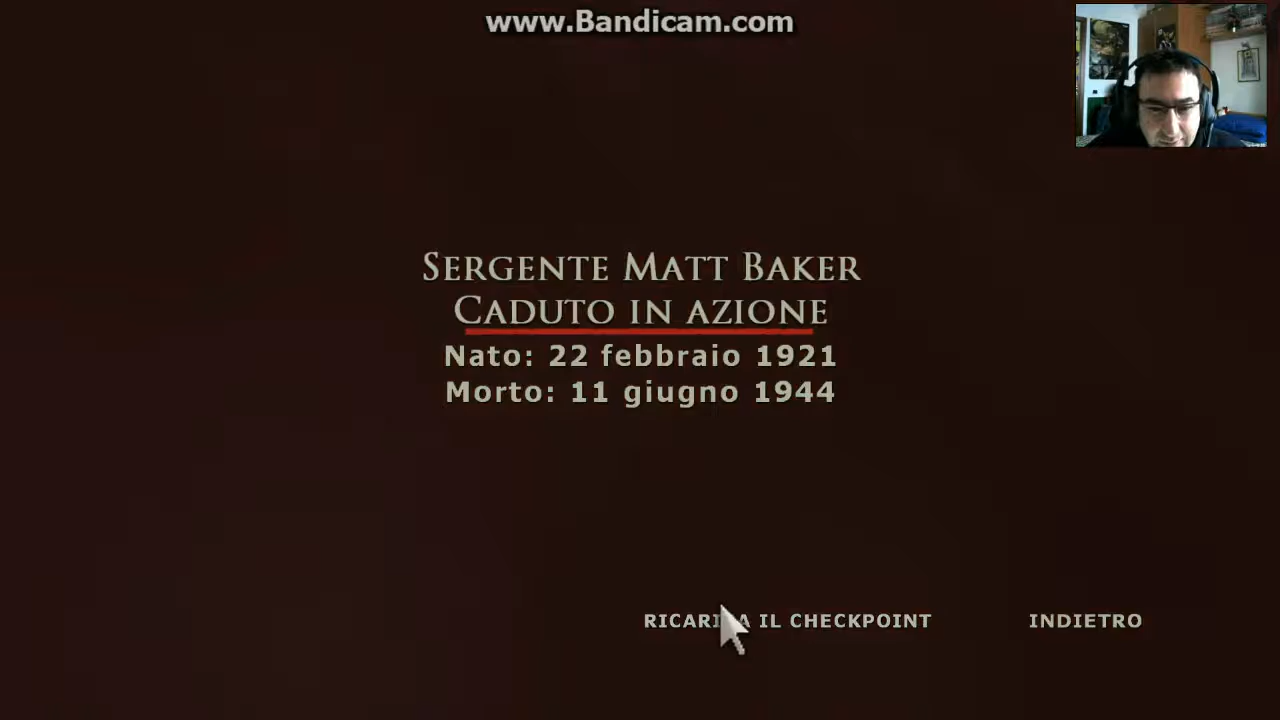 www.Bandicam.com
SERGENTE MATT BAKER
CADUTO IN AZIONE
Nato: 22 febbraio 1921
Morto: 11 giugno 1944
RICARICA IL CHECKPOINT
INDIETRO